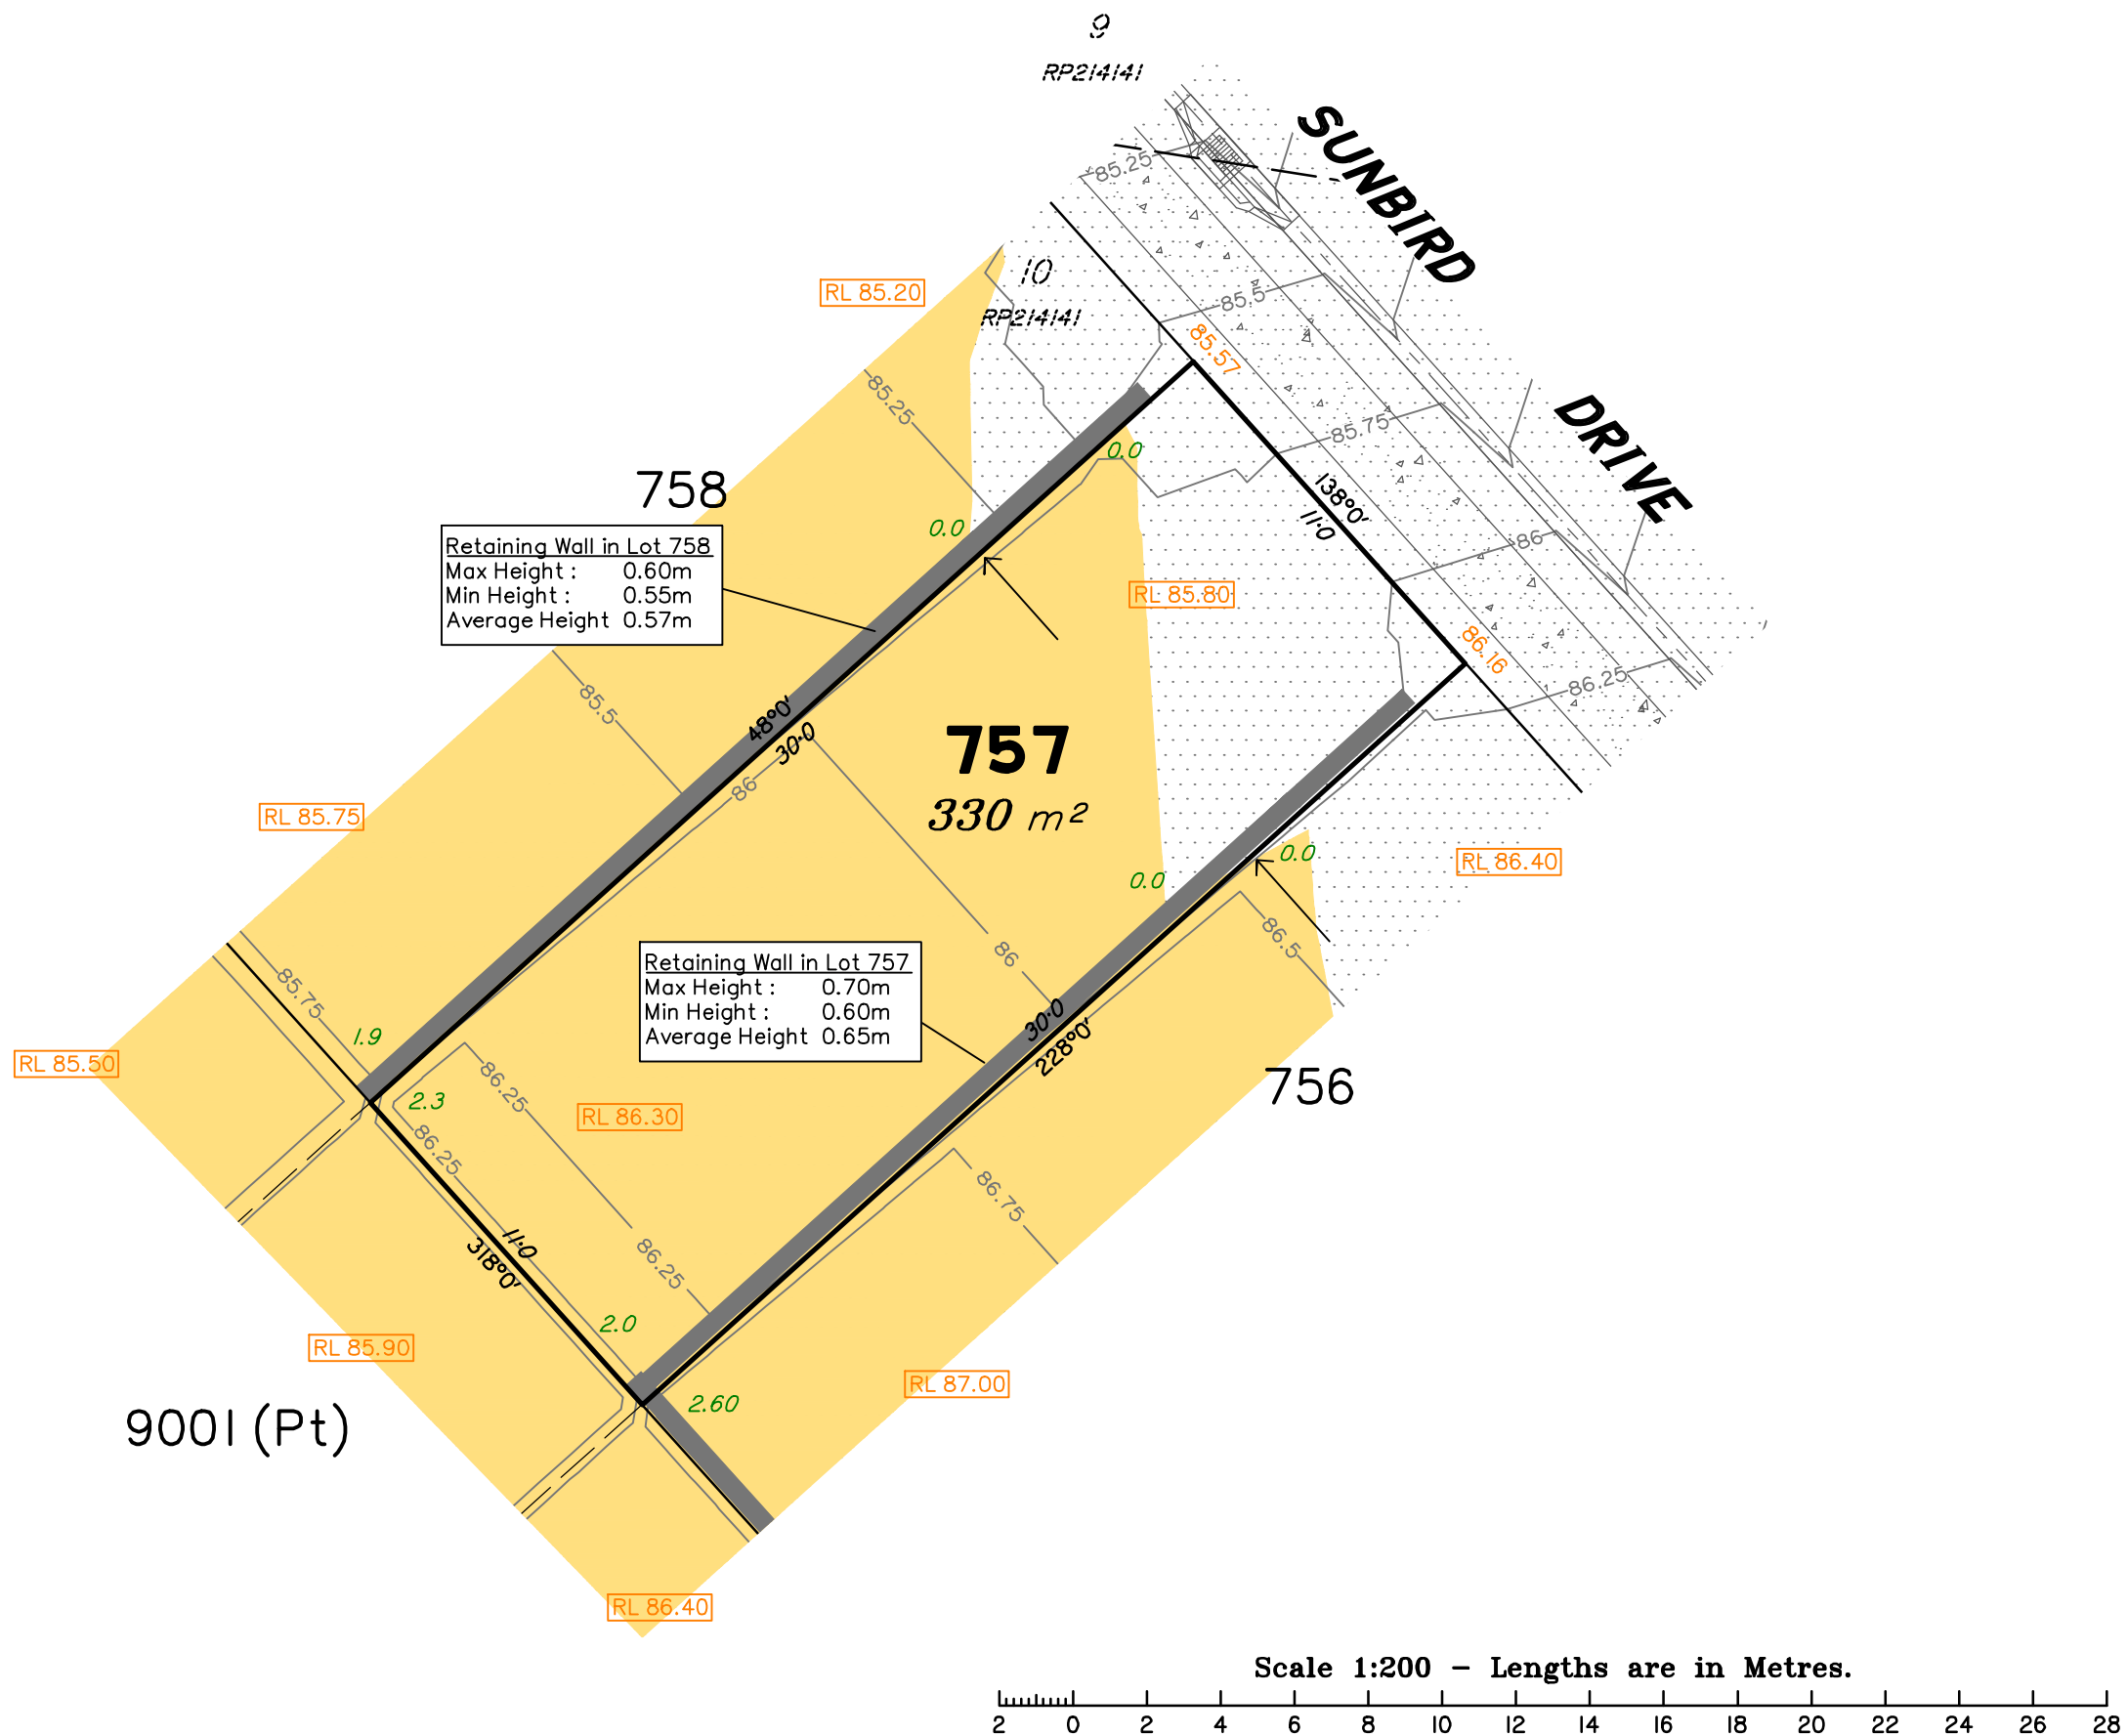 9
RP214141
SUNBIRD
DRIVE
85.25
10
RP214141
RL 85.20
85.5
85.57
85.25
85.75
0.0
758
138°0'
11·0
0.0
86
Retaining Wall in Lot 758
Max Height : 0.60m
Min Height : 0.55m
Average Height 0.57m
RL 85.80
86.16
86.25
85.5
48°0'
30·0
86
757
330 m²
RL 85.75
0.0
0.0
RL 86.40
86.5
86
85.75
Retaining Wall in Lot 757
Max Height : 0.70m
Min Height : 0.60m
Average Height 0.65m
30·0
228°0'
1.9
RL 85.50
2.3
86.25
RL 86.30
756
86.25
86.75
11·0
318°0'
86.25
2.0
RL 85.90
RL 87.00
2.60
9001 (Pt)
RL 86.40
Scale 1:200 - Lengths are in Metres.
2 0 2 4 6 8 10 12 14 16 18 20 22 24 26 28